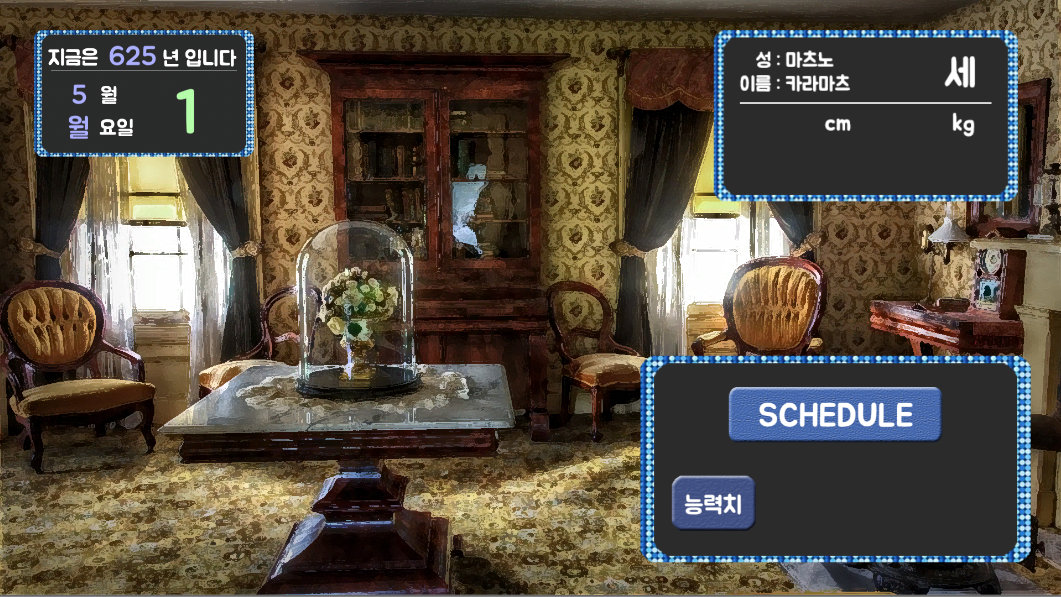 지금은 625 년 입니다
5 월
월 요일
1
성 : 마츠노
이름 : 카라마츠
세
cm kg
SCHEDULE
능력치